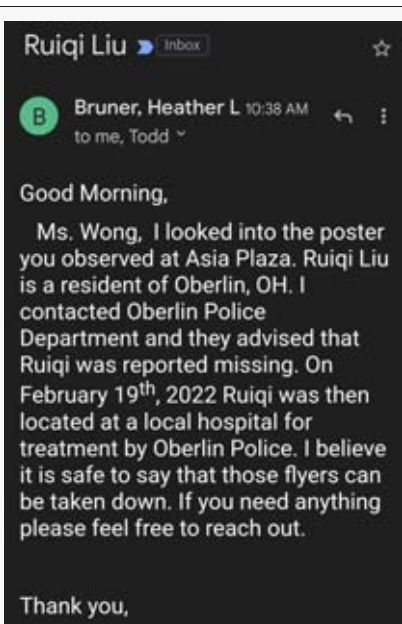 Ruiqi Liu Inbox
B
Bruner, Heather L 10:38 AM
to me, Todd
Good Morning,
Ms. Wong, I looked into the poster
you observed at Asia Plaza. Ruiqi Liu
is a resident of Oberlin, OH. I
contacted Oberlin Police
Department and they advised that
Ruiqi was reported missing. On
February 19th, 2022 Ruiqi was then
located at a local hospital for
treatment by Oberlin Police. I believe
it is safe to say that those flyers can
be taken down. If you need anything
please feel free to reach out.
Thank you,